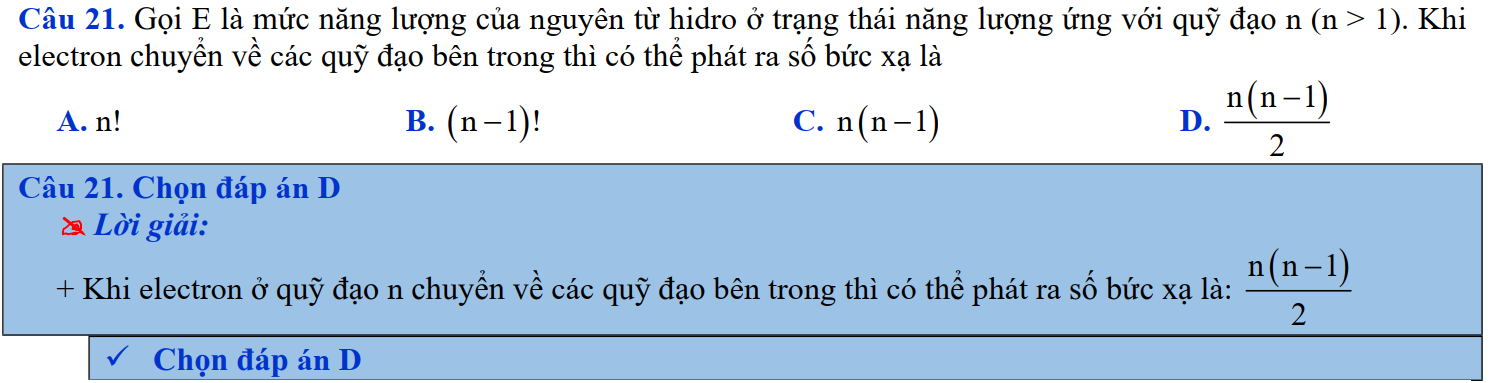 Câu 21. Gọi E là mức năng lượng của nguyên từ hidro ở trạng thái năng lượng ứng với quỹ đạo n (n > 1). Khi
electron chuyển về các quỹ đạo bên trong thì có thể phát ra số bức xạ là
A. n! B. (n−1)! C. n(n−1) D. n(n−1)/2
Câu 21. Chọn đáp án D
Lời giải:
+ Khi electron ở quỹ đạo n chuyển về các quỹ đạo bên trong thì có thể phát ra số bức xạ là: n(n−1)/2
✓ Chọn đáp án D